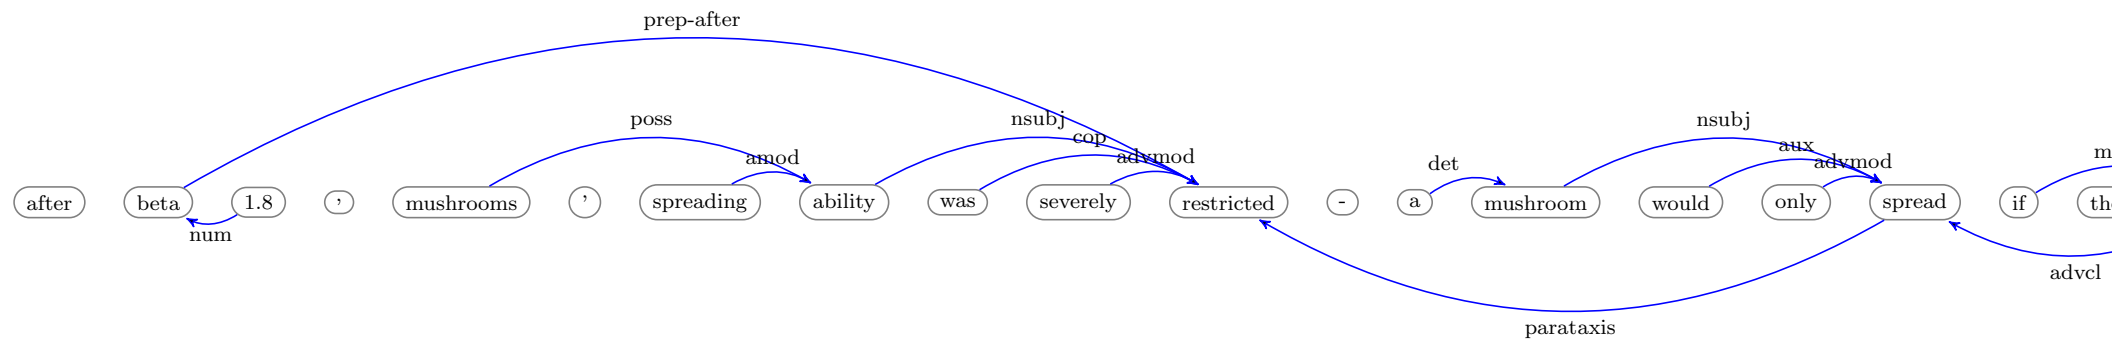 prep-after
poss
nsubj
nsubj
cop
aux
amod
advmod
det
advmod
after beta 1.8 , mushrooms ' spreading ability was severely restricted - a mushroom would only spread if
num
advcl
parataxis